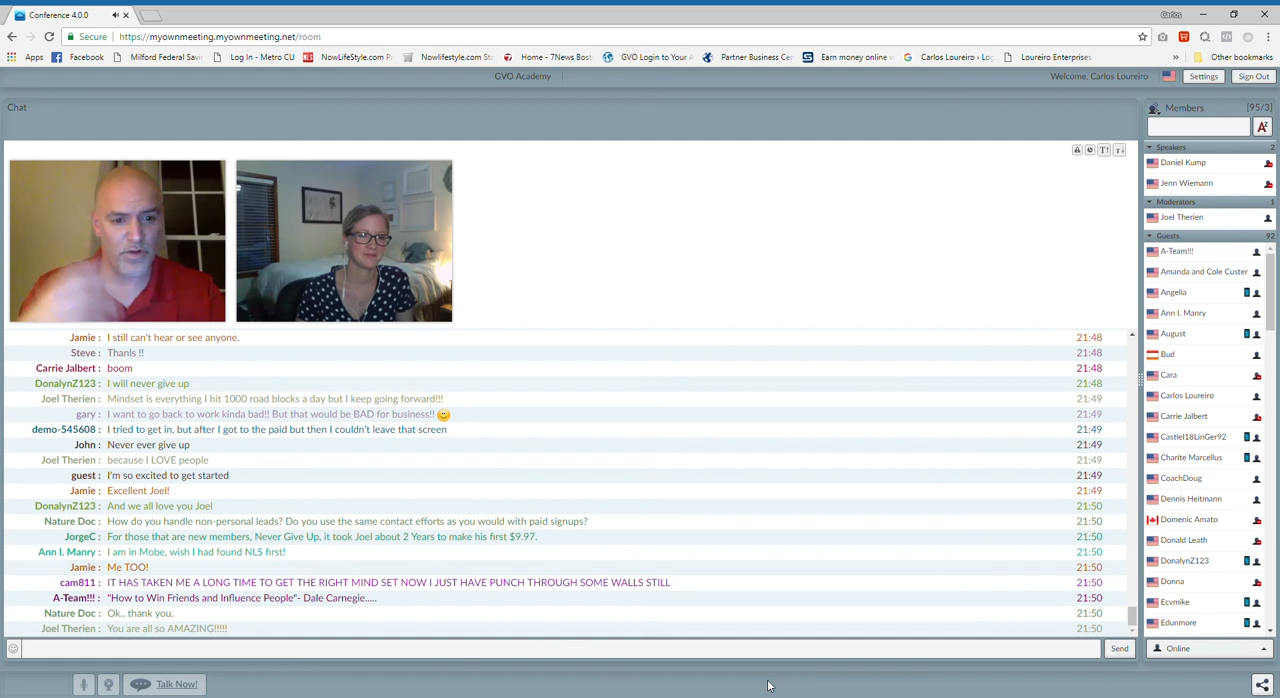 Conference 4.0.0
Carlos
Secure https://myownmeeting.myownmeeting.net/room
Apps Facebook Milford Federal Savi Log In - Metro CU NLS NowLifeStyle.com P Nowlifestyle.com St 7 Home - 7News Bost GVO Login to Your A Partner Business Ce S Earn money online G Carlos Loureiro › Lo Loureiro Enterprises » Other bookmarks
GVO Academy Welcome, Carlos Loureiro Settings Sign Out
Chat
Members [95/3]
Speakers 2
Daniel Kump
Jenn Wiemann
Moderators 1
Joel Therien
Guests 92
A-Team!!!
Amanda and Cole Custer
Angelia
Ann I. Manry
August
Bud
Cara
Carlos Loureiro
Carrie Jalbert
Castiel18LinGer92
Charite Marcellus
CoachDoug
Dennis Heitmann
Domenic Amato
Donald Leath
DonalynZ123
Donna
Ecvmike
Edunmore
Online
Jamie : I still can't hear or see anyone. 21:48
Steve : Thanls !! 21:48
Carrie Jalbert : boom 21:48
DonalynZ123 : I will never give up 21:48
Joel Therien : Mindset is everything I hit 1000 road blocks a day but I keep going forward!!! 21:49
gary : I want to go back to work kinda bad!! But that would be BAD for business!! 21:49
demo-545608 : I tried to get in, but after I got to the paid but then I couldn't leave that screen 21:49
John : Never ever give up 21:49
Joel Therien : because I LOVE people 21:49
guest : I'm so excited to get started 21:49
Jamie : Excellent Joel! 21:49
DonalynZ123 : And we all love you Joel 21:50
Nature Doc : How do you handle non-personal leads? Do you use the same contact efforts as you would with paid signups? 21:50
JorgeC : For those that are new members, Never Give Up, it took Joel about 2 Years to make his first $9.97. 21:50
Ann I. Manry : I am in Mobe, wish I had found NLS first! 21:50
Jamie : Me TOO! 21:50
cam811 : IT HAS TAKEN ME A LONG TIME TO GET THE RIGHT MIND SET NOW I JUST HAVE PUNCH THROUGH SOME WALLS STILL 21:50
A-Team!!! : "How to Win Friends and Influence People"- Dale Carnegie..... 21:50
Nature Doc : Ok.. thank you. 21:50
Joel Therien : You are all so AMAZING!!!!! 21:50
Send
Talk Now!